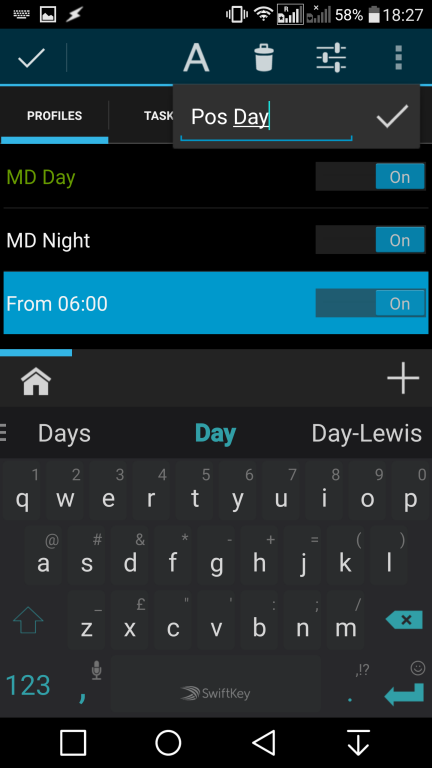 R
58% 18:27
A
PROFILES TASK
Pos Day
MD Day On
MD Night On
From 06:00 On
Days Day Day-Lewis
1 2 3 4 5 6 7 8 9 0
q w e r t y u i o p
@ # & * - + = ( )
a s d f g h j k l
_ £ " ' : ; /
z x c v b n m
123 , SwiftKey . ,!?